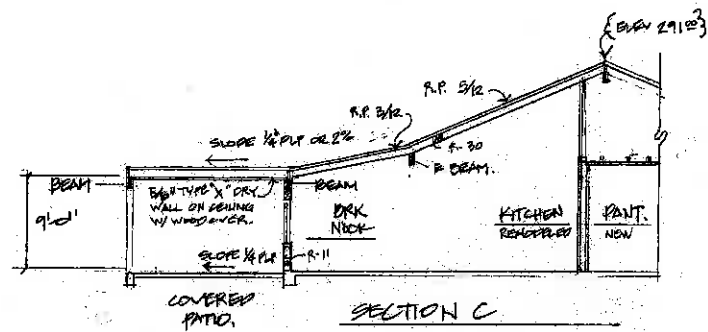 {ELEV 291.00}
R.P. 5/12
R.P. 3/12
SLOPE 1/4" PLF OR 2%
R-30
BEAM.
BEAM
BEAM
5/8" TYPE "X" DRY
WALL ON CEILING
W/ WOOD OVER.
9'-0"
BRK
NOOK
KITCHEN
REMODELED
PANT.
NEW
SLOPE 1/4 PLF
R-11
COVERED
PATIO.
SECTION C